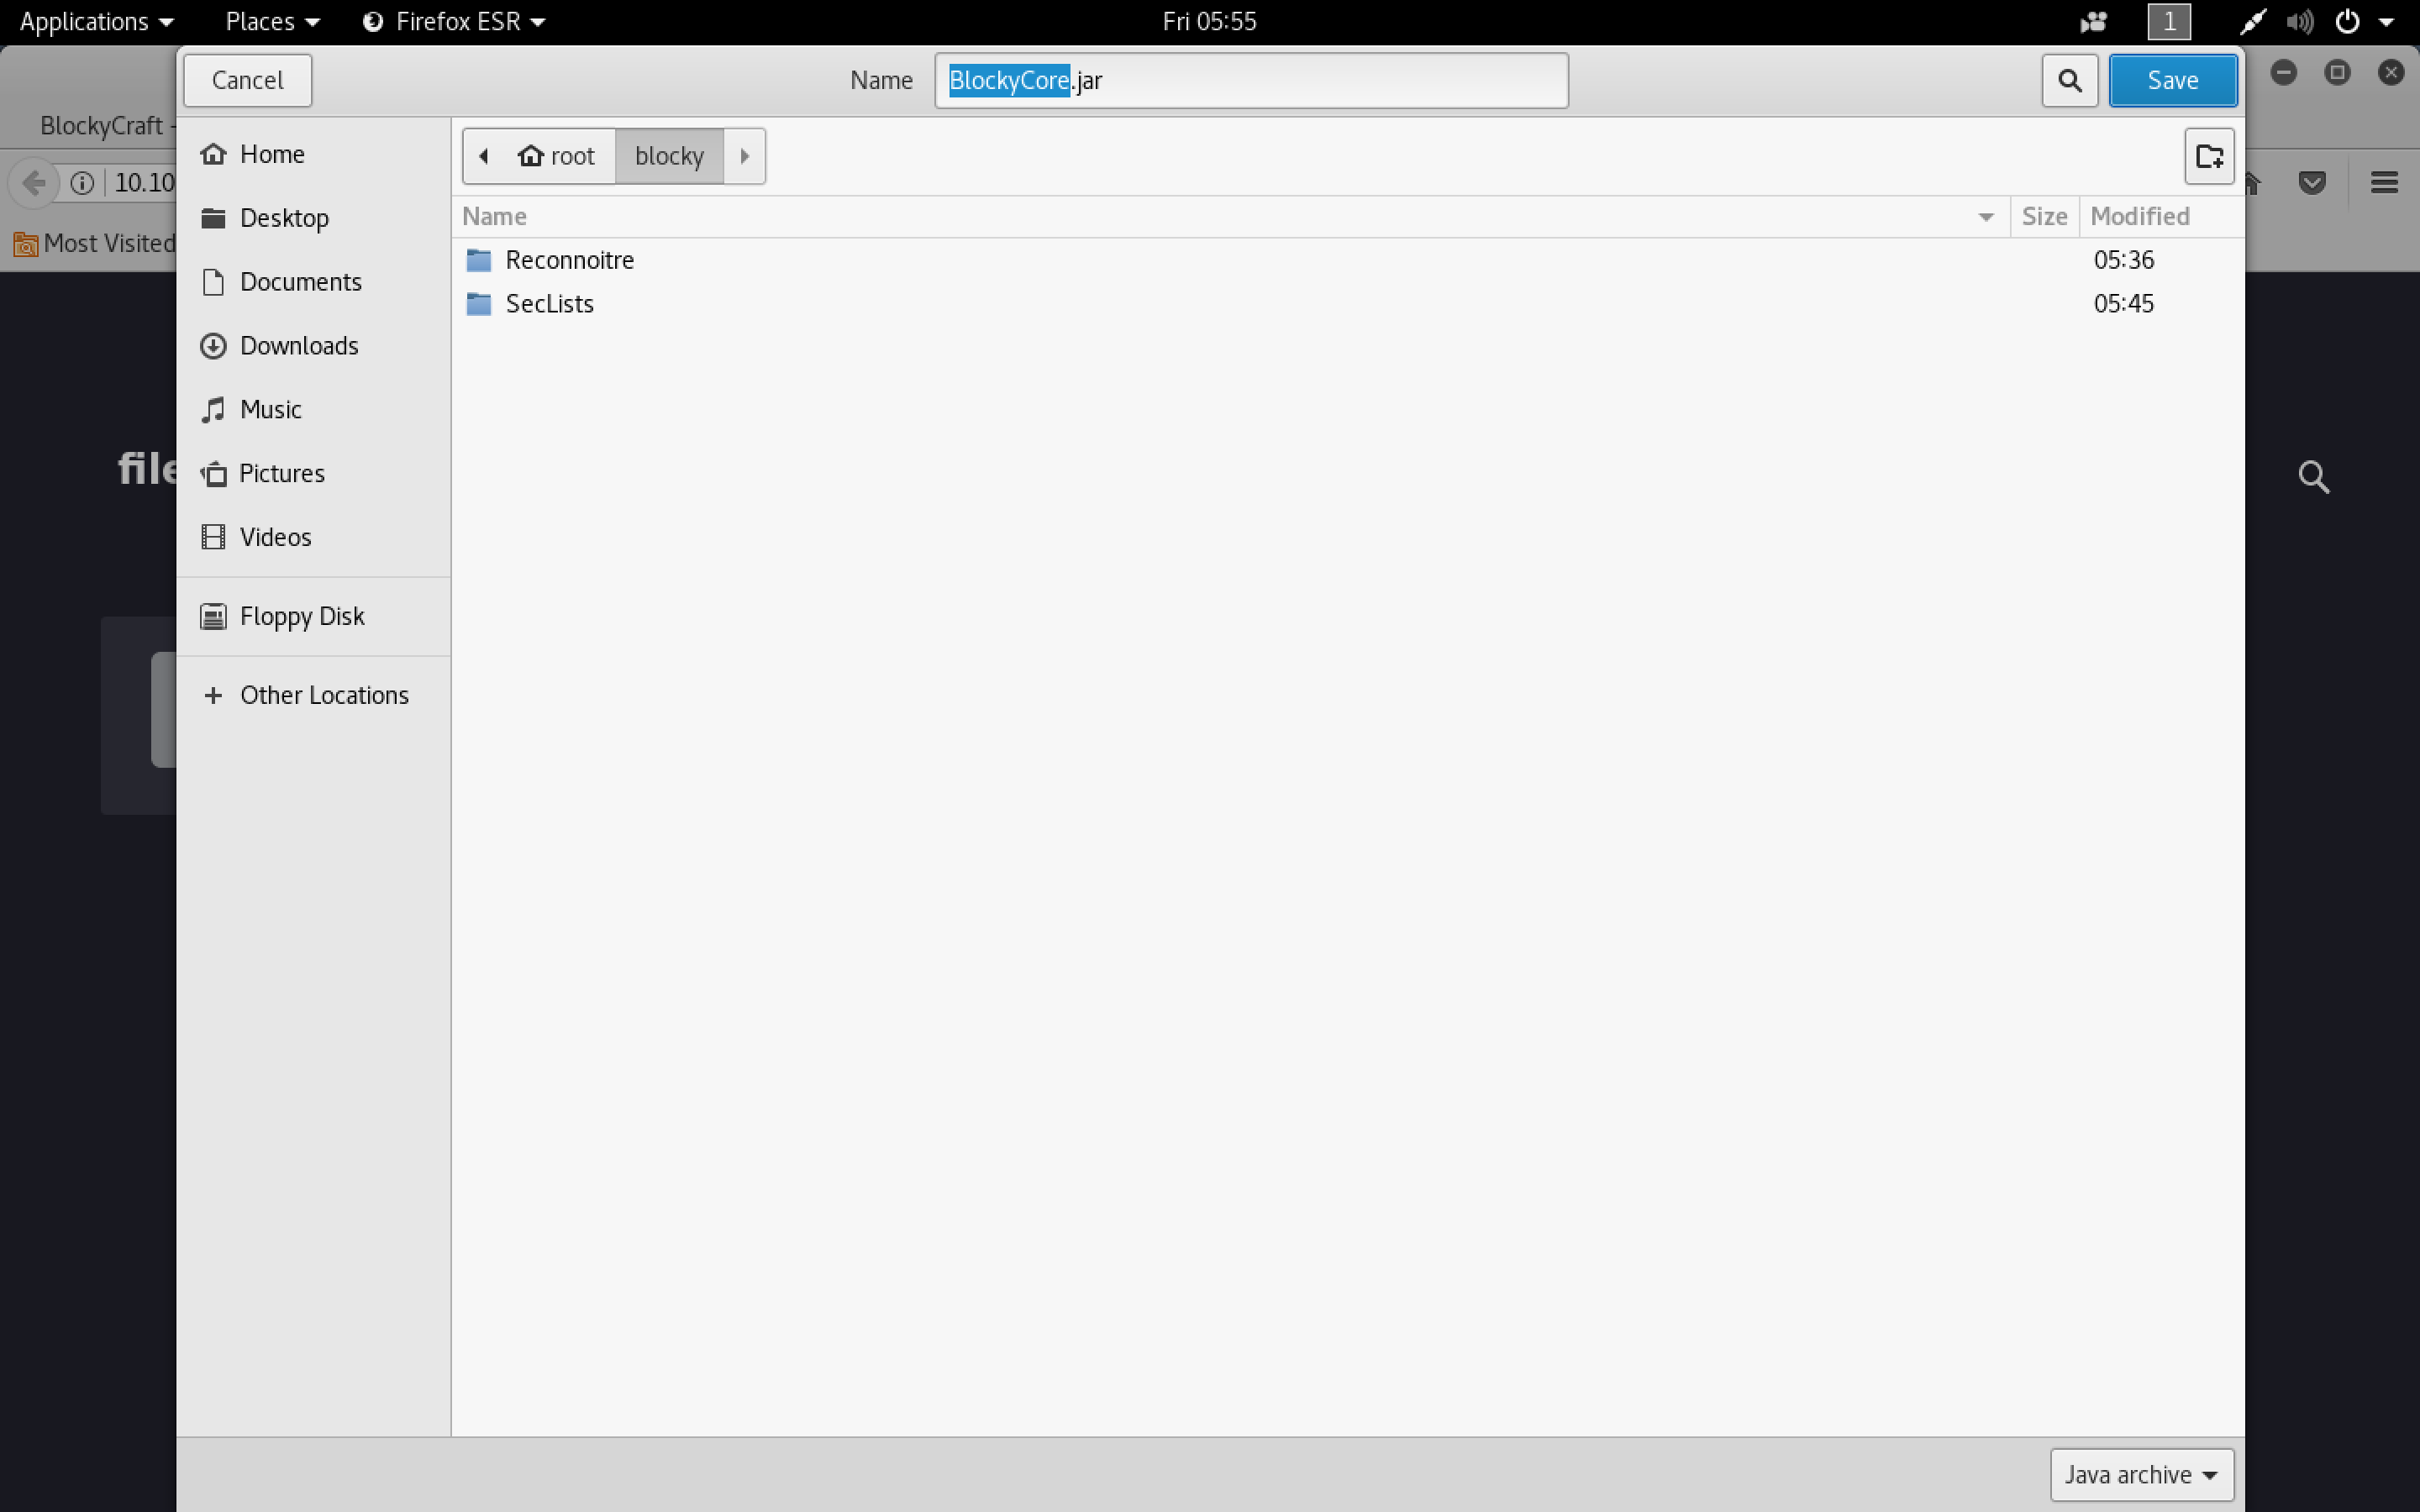 Applications Places Firefox ESR Fri 05:55 1
Cancel Name BlockyCore.jar Save
BlockyCraft -
root blocky
10.10
Name Size Modified
Most Visited
Home
Desktop
Documents
Downloads
Music
Pictures
Videos
Floppy Disk
+ Other Locations
Reconnoitre 05:36
SecLists 05:45
file
Java archive